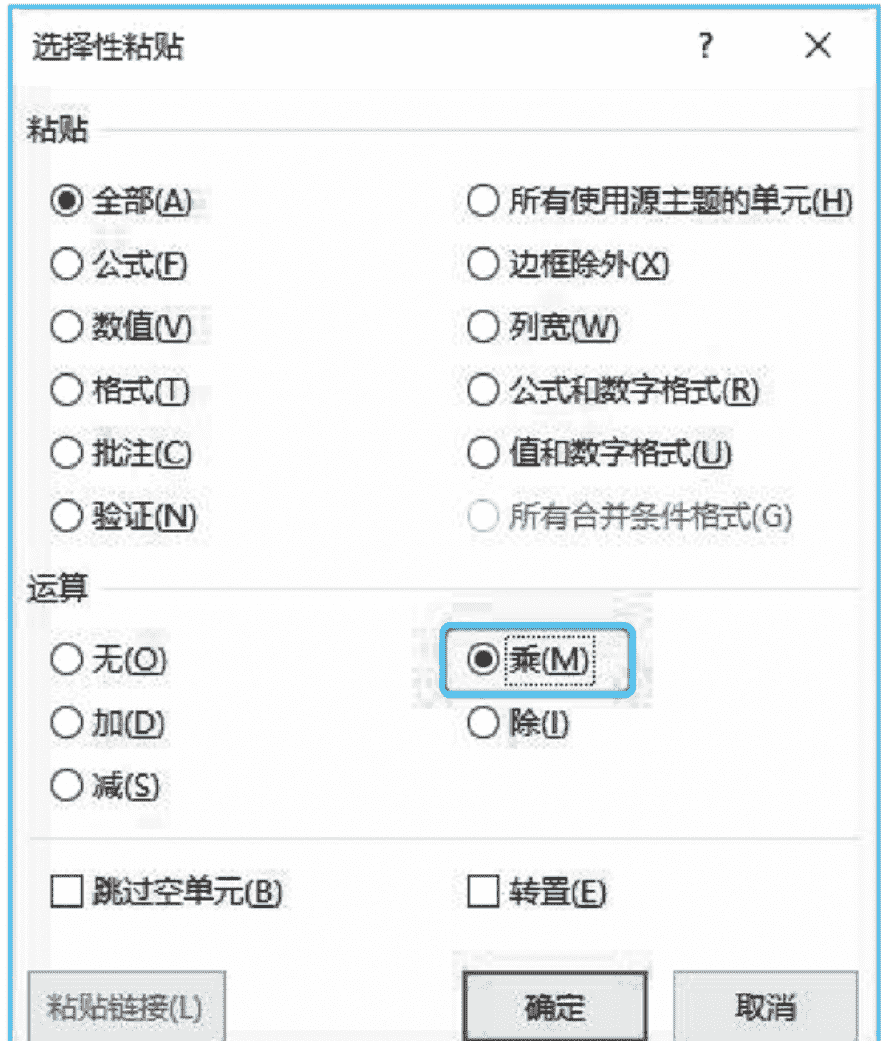 选择性粘贴 ?
粘贴
全部(A) 所有使用源主题的单元(H)
公式(F) 边框除外(X)
数值(V) 列宽(W)
格式(T) 公式和数字格式(R)
批注(C) 值和数字格式(U)
验证(N) 所有合并条件格式(G)
运算
无(O) 乘(M)
加(D) 除(I)
减(S)
跳过空单元(B) 转置(E)
粘贴链接(L) 确定 取消